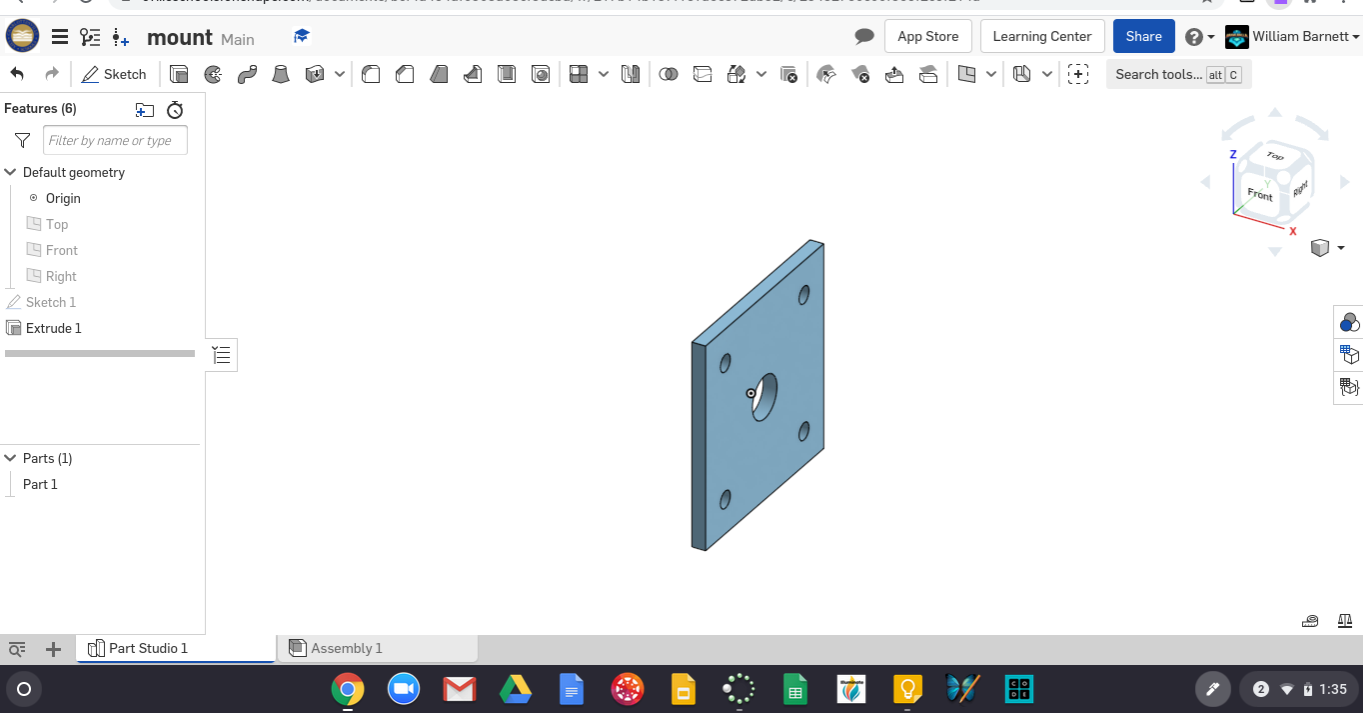 mount Main
App Store
Learning Center
Share
William Barnett
Sketch
Search tools... alt C
Features (6)
Filter by name or type
Default geometry
Origin
Top
Front
Right
Sketch 1
Extrude 1
Parts (1)
Part 1
Z
Top
Y
Front
Right
X
Part Studio 1
Assembly 1
CO
DE
2
1:35